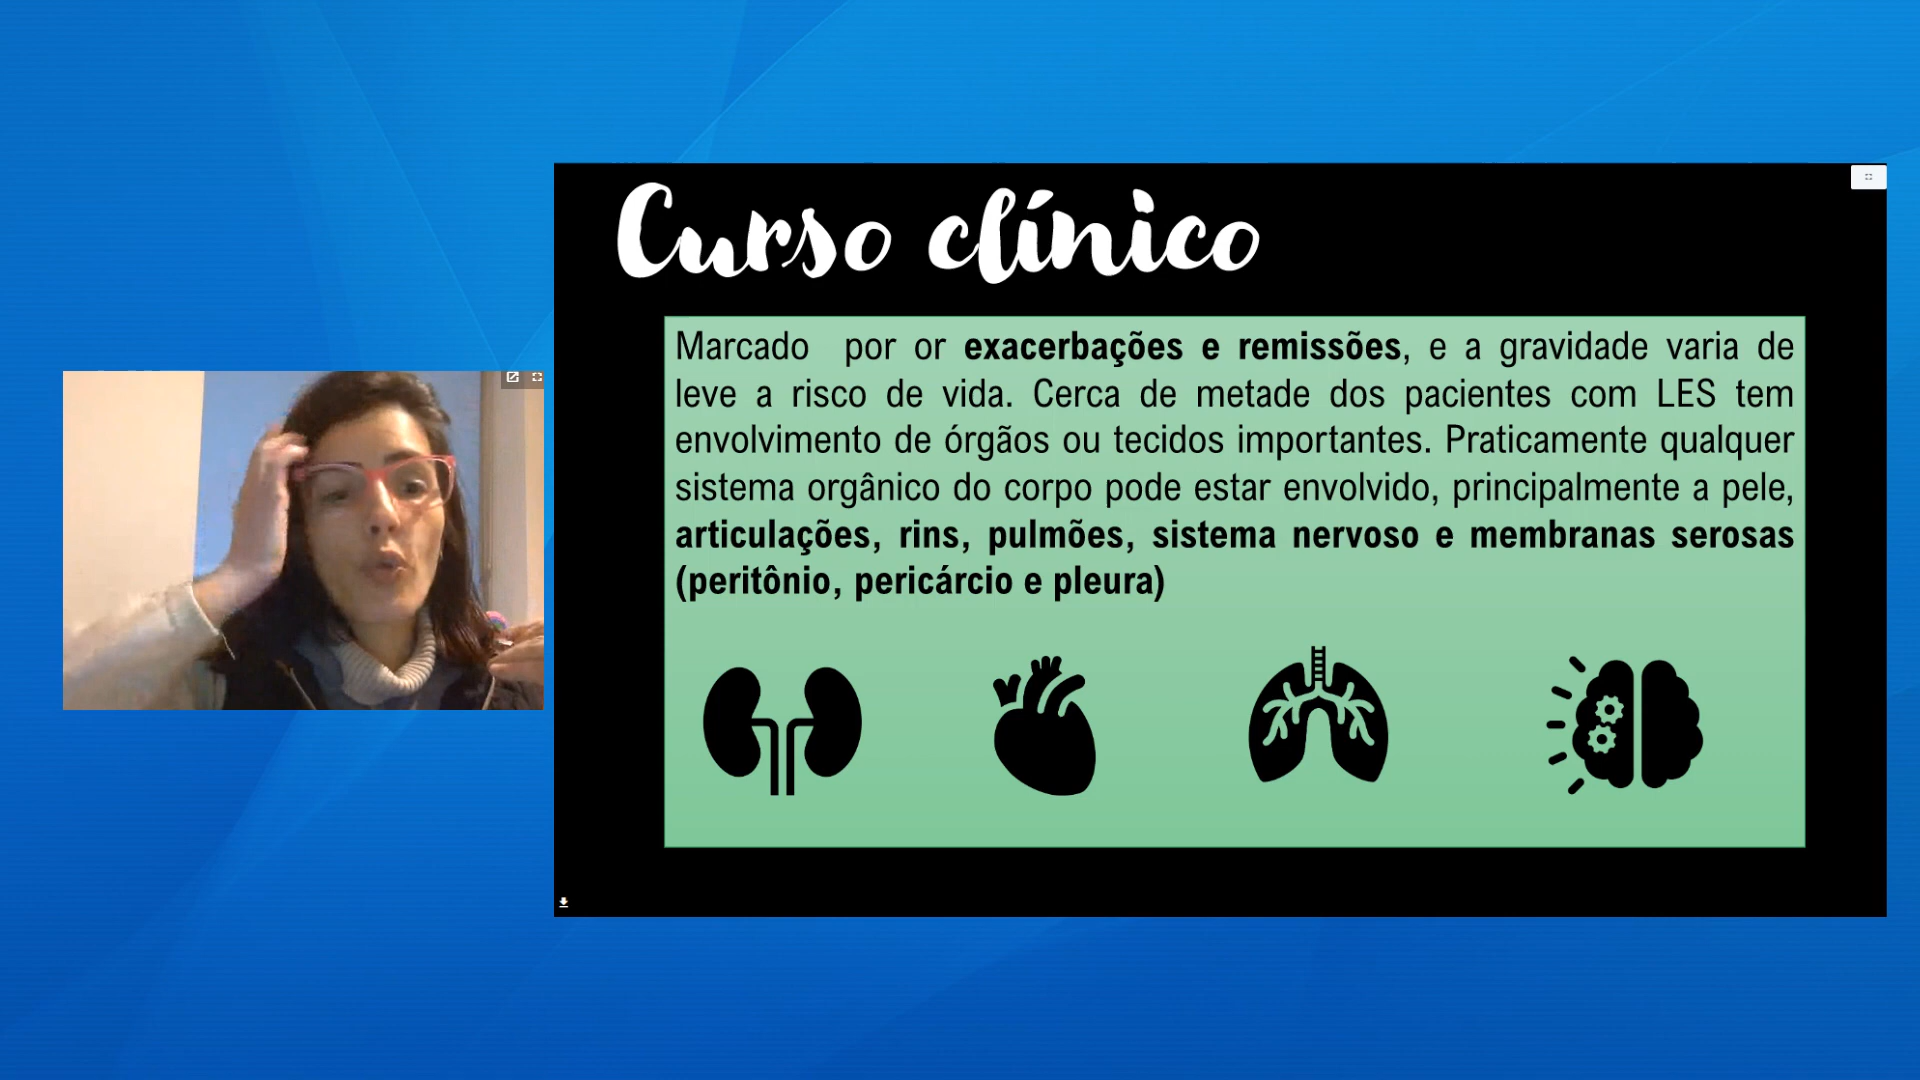 Curso clínico
Marcado por or exacerbações e remissões, e a gravidade varia de
leve a risco de vida. Cerca de metade dos pacientes com LES tem
envolvimento de órgãos ou tecidos importantes. Praticamente qualquer
sistema orgânico do corpo pode estar envolvido, principalmente a pele,
articulações, rins, pulmões, sistema nervoso e membranas serosas
(peritônio, pericárcio e pleura)